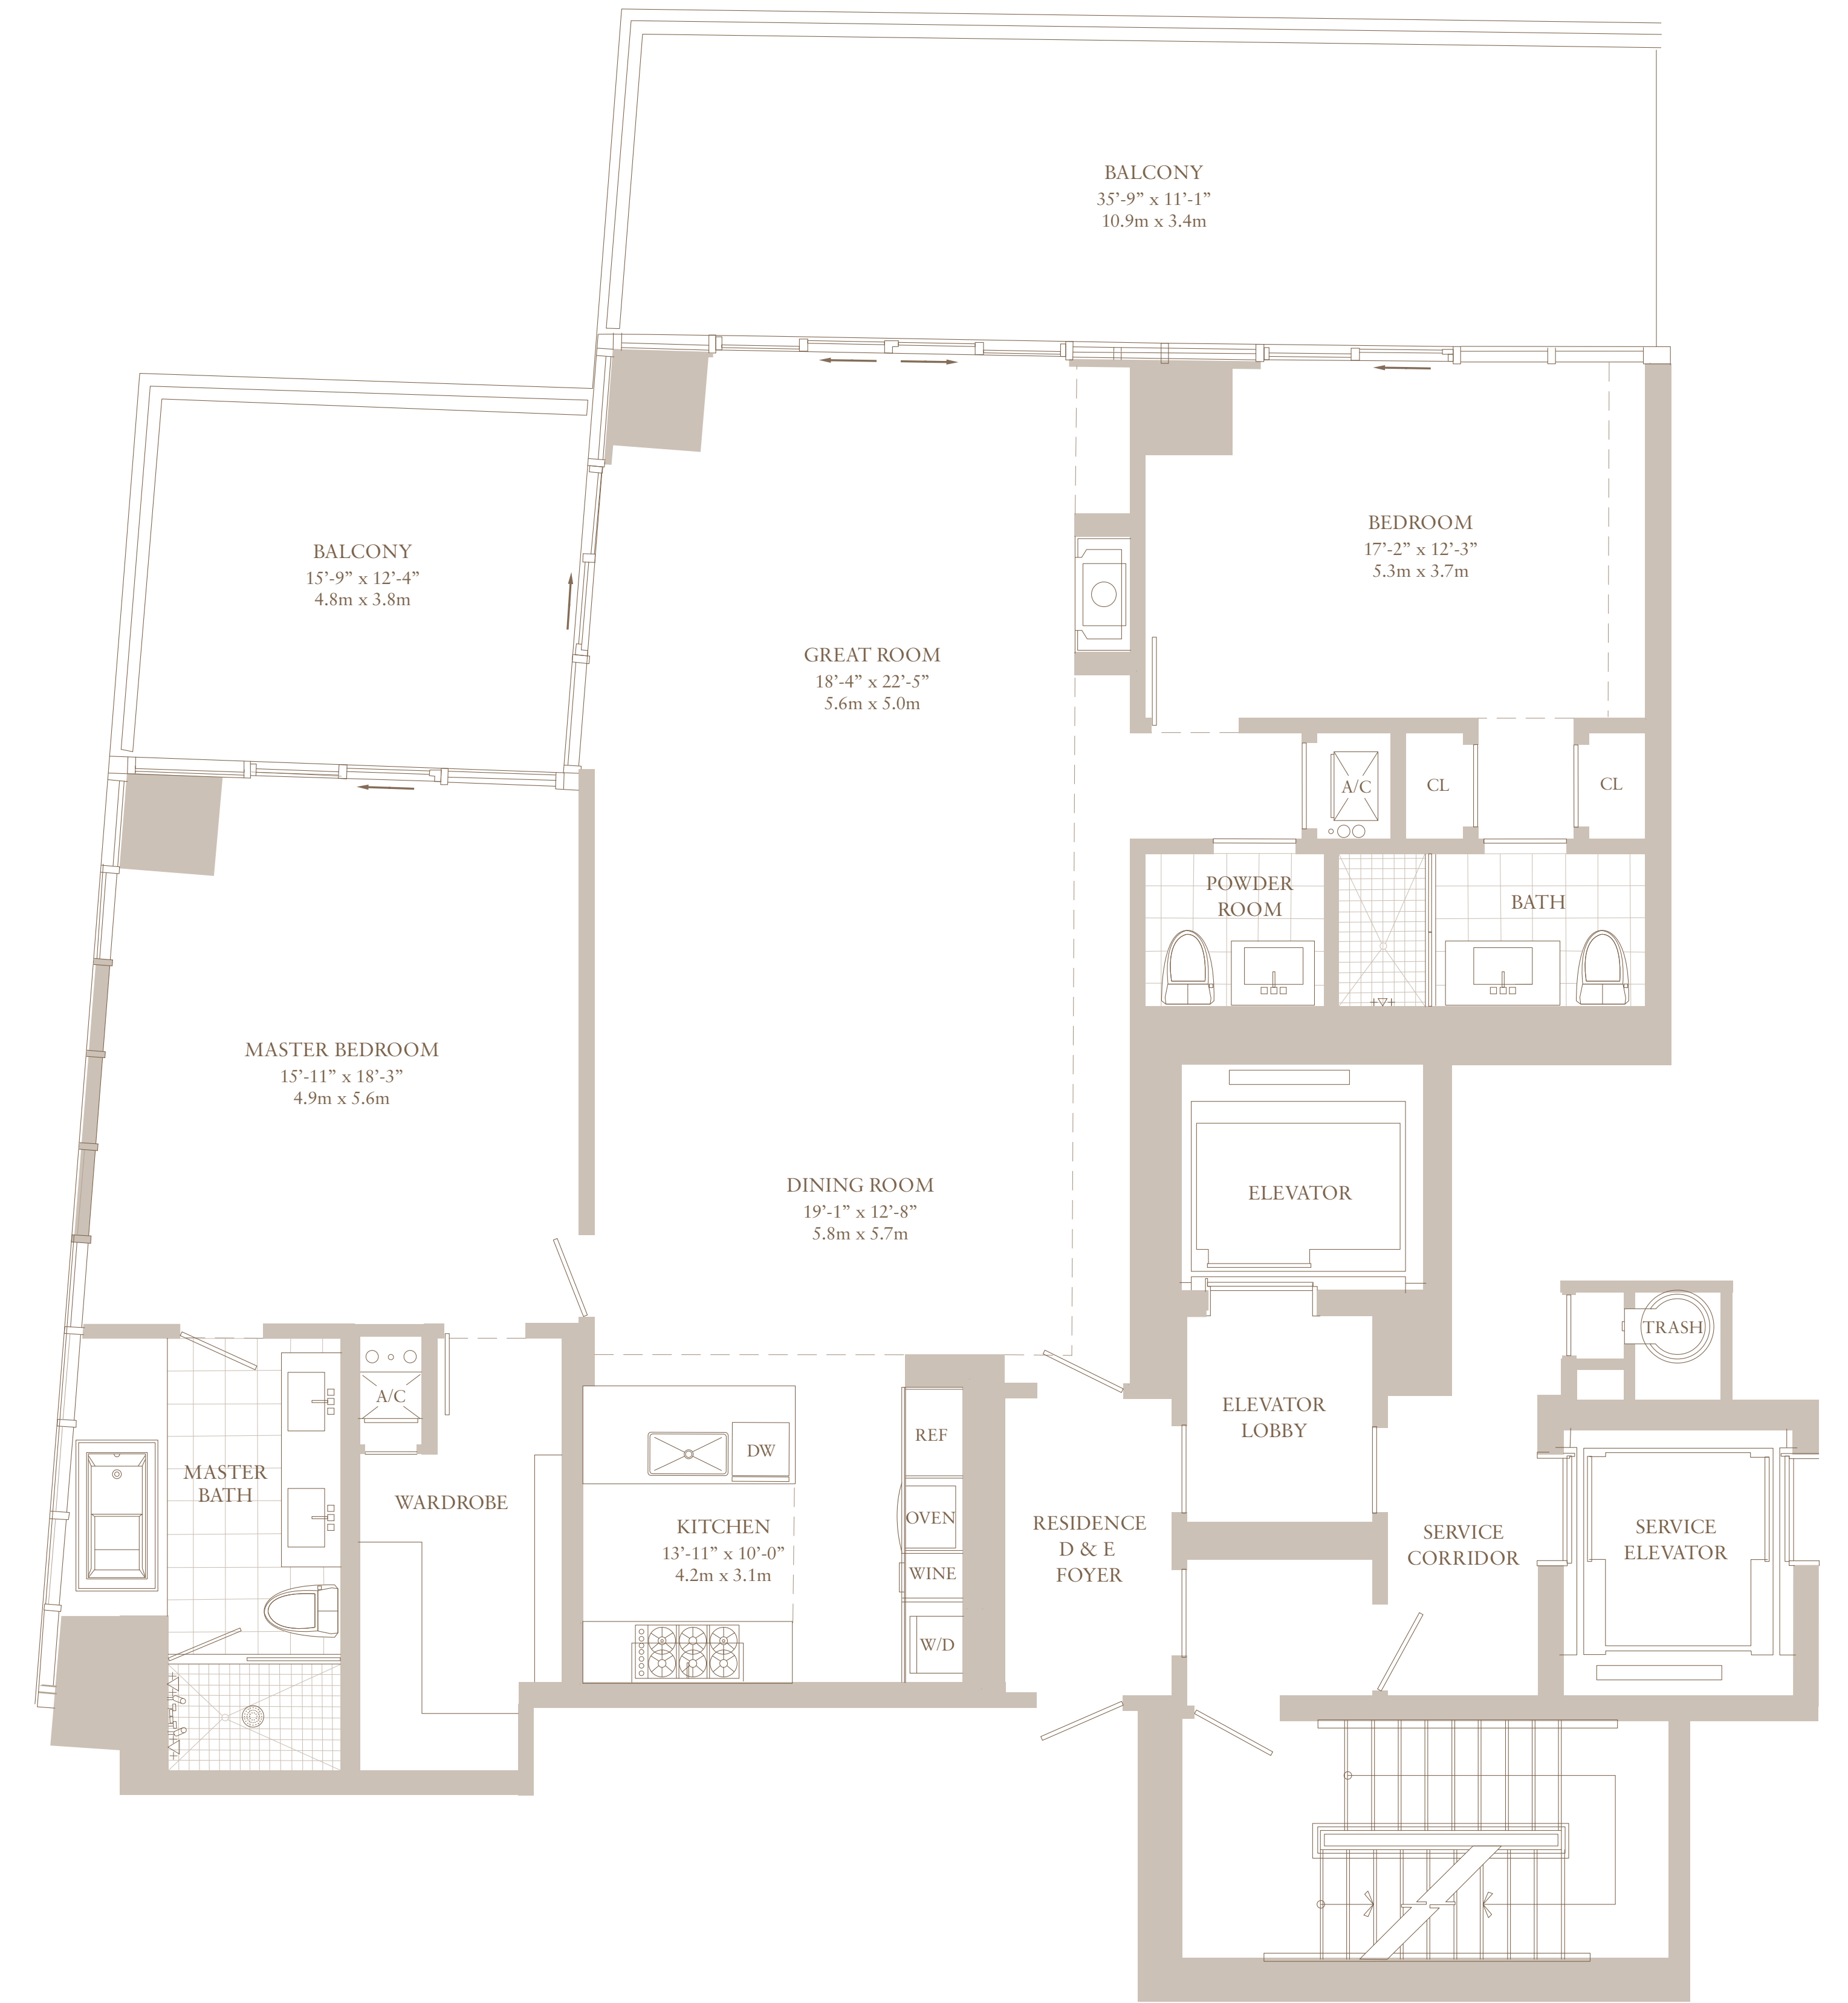 BALCONY
35’-9” x 11’-1”
10.9m x 3.4m
BALCONY
15’-9” x 12’-4”
4.8m x 3.8m
BEDROOM
17’-2” x 12’-3”
5.3m x 3.7m
GREAT ROOM
18’-4” x 22’-5”
5.6m x 5.0m
A/C
CL
CL
POWDER
ROOM
BATH
MASTER BEDROOM
15’-11” x 18’-3”
4.9m x 5.6m
DINING ROOM
19’-1” x 12’-8”
5.8m x 5.7m
ELEVATOR
TRASH
A/C
ELEVATOR
LOBBY
REF
DW
MASTER
BATH
WARDROBE
KITCHEN
13’-11” x 10’-0”
4.2m x 3.1m
OVEN
WINE
W/D
RESIDENCE
D & E
FOYER
SERVICE
CORRIDOR
SERVICE
ELEVATOR